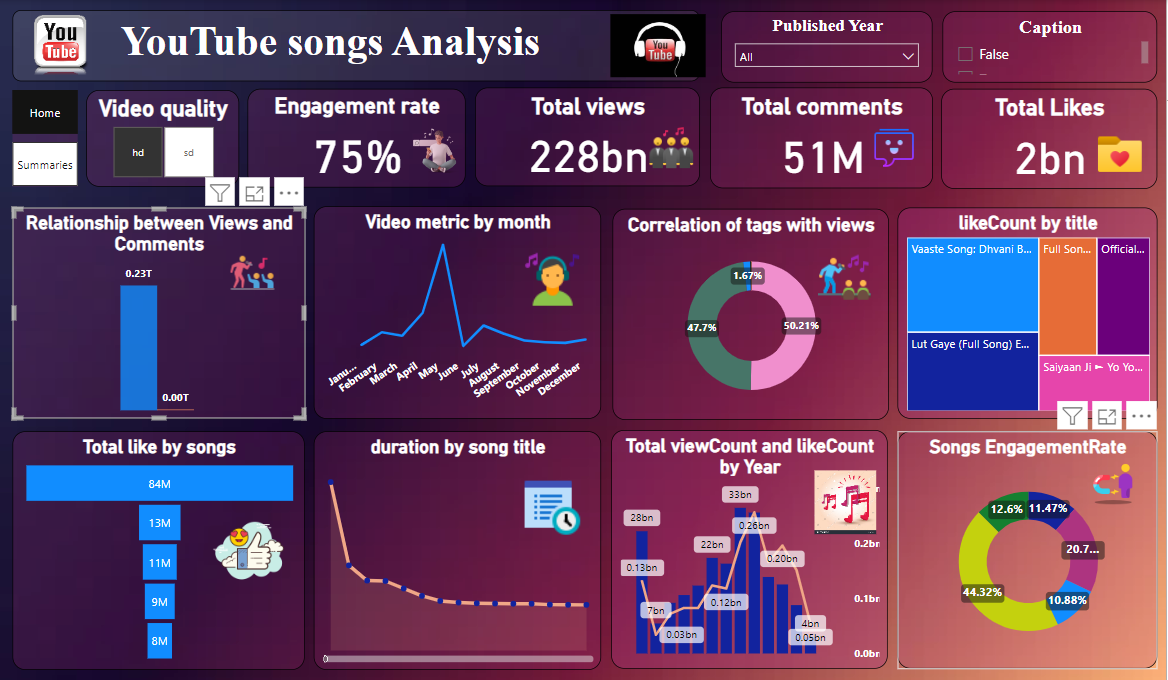 You
Tube
YouTube songs Analysis
You
Tube
Published Year
All
Caption
False
Home
Summaries
Video quality
hd
sd
Engagement rate
75%
Total views
228bn
Total comments
51M
Total Likes
2bn
Relationship between Views and
Comments
0.23T
0.00T
Video metric by month
Janu...
February
March
April
May
June
July
August
September
October
November
December
Correlation of tags with views
1.67%
47.7%
50.21%
likeCount by title
Vaaste Song: Dhvani B...
Full Son...
Official...
Lut Gaye (Full Song) E...
Saiyaan Ji ► Yo Yo...
Total like by songs
84M
13M
11M
9M
8M
duration by song title
0
Total viewCount and likeCount
by Year
33bn
28bn
0.26bn
22bn
0.20bn
0.13bn
0.12bn
7bn
0.03bn
4bn
0.05bn
0.2bn
0.1bn
0.0bn
Songs EngagementRate
12.6%
11.47%
20.7...
44.32%
10.88%